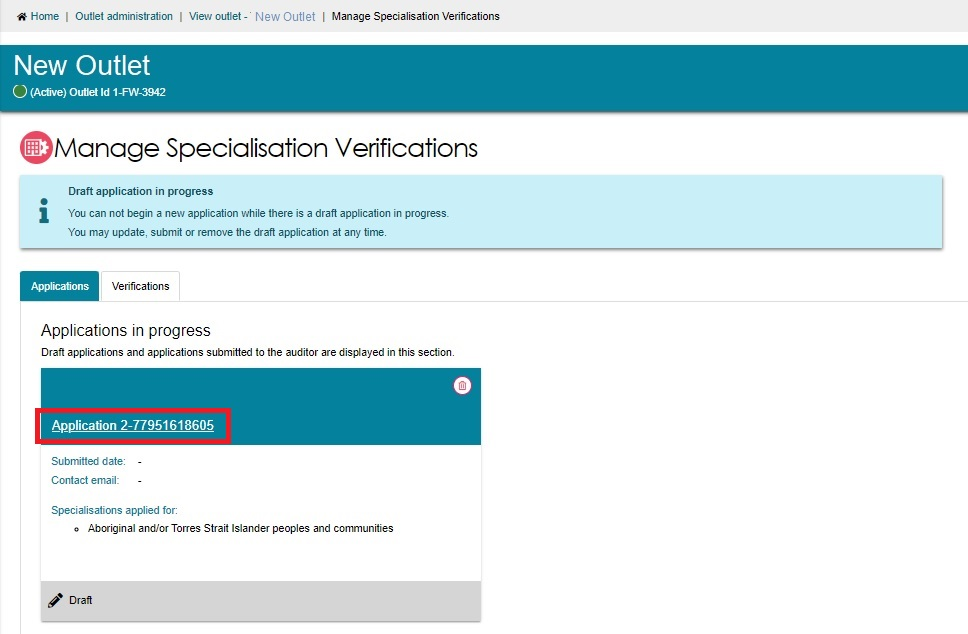 Home | Outlet administration | View outlet - ' New Outlet | Manage Specialisation Verifications
New Outlet
(Active) Outlet Id 1-FW-3942
Manage Specialisation Verifications
Draft application in progress
You can not begin a new application while there is a draft application in progress.
You may update, submit or remove the draft application at any time.
Applications Verifications
Applications in progress
Draft applications and applications submitted to the auditor are displayed in this section.
Application 2-77951618605
Submitted date: -
Contact email: -
Specialisations applied for:
Aboriginal and/or Torres Strait Islander peoples and communities
Draft